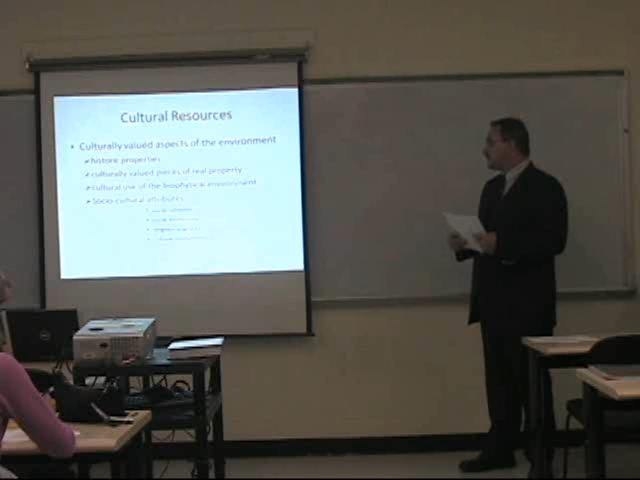 Cultural Resources
• Culturally valued aspects of the environment
historic properties
culturally valued pieces of real property
cultural use of the biophysical environment
Socio-cultural attributes